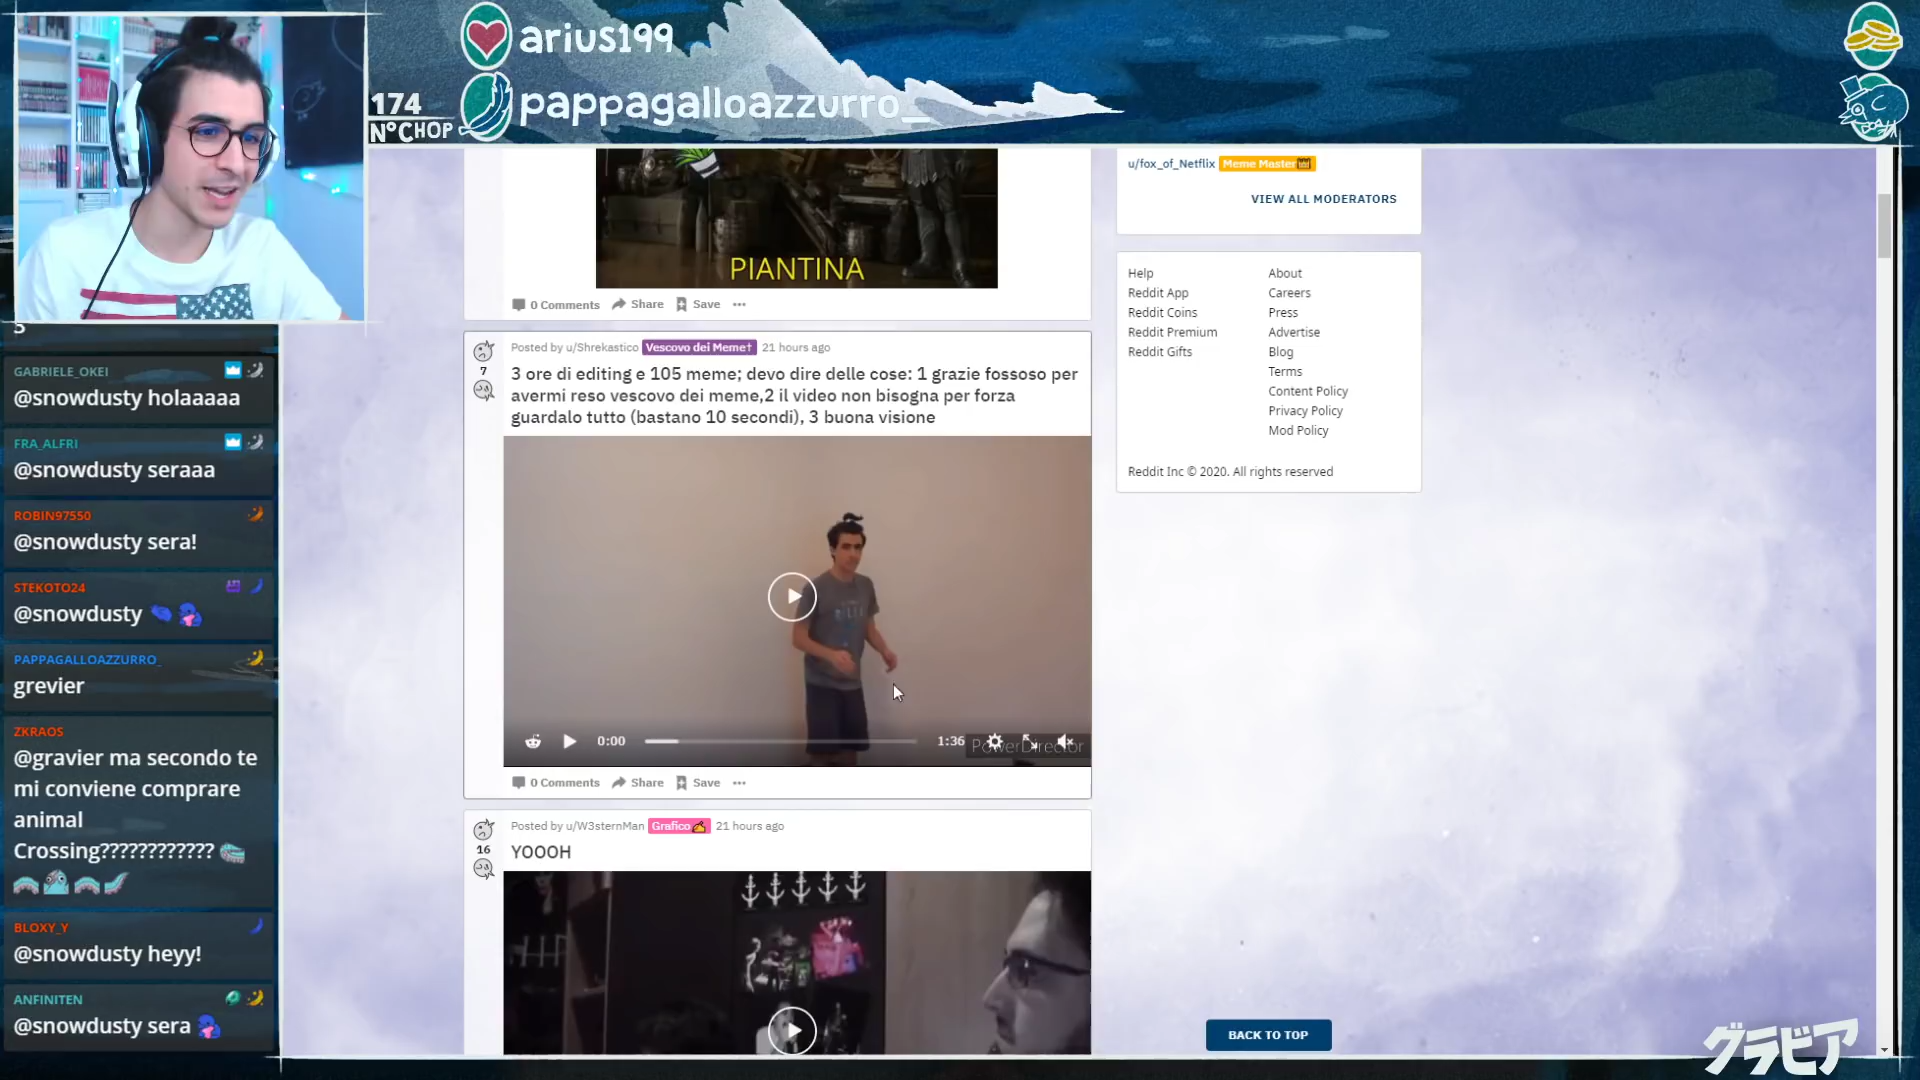 arius199
174
N°CHOP
pappagalloazzurro_
GABRIELE_OKEI
@snowdusty holaaaaa
FRA_ALFRI
@snowdusty seraaa
ROBIN97550
@snowdusty sera!
STEKOTO24
@snowdusty
PAPPAGALLOAZZURRO_
grevier
ZKRAOS
@gravier ma secondo te
mi conviene comprare
animal
Crossing????????????
BLOXY_Y
@snowdusty heyy!
ANFINITEN
@snowdusty sera
PIANTINA
0 Comments Share Save
Posted by u/Shrekastico Vescovo dei Meme† 21 hours ago
7
3 ore di editing e 105 meme; devo dire delle cose: 1 grazie fossoso per
avermi reso vescovo dei meme,2 il video non bisogna per forza
guardalo tutto (bastano 10 secondi), 3 buona visione
0:00
1:36
PowerDirector
0 Comments Share Save
Posted by u/W3sternMan Grafico 21 hours ago
16
YOOOH
u/fox_of_Netflix Meme Master
VIEW ALL MODERATORS
Help
Reddit App
Reddit Coins
Reddit Premium
Reddit Gifts
About
Careers
Press
Advertise
Blog
Terms
Content Policy
Privacy Policy
Mod Policy
Reddit Inc © 2020. All rights reserved
BACK TO TOP
グラビア